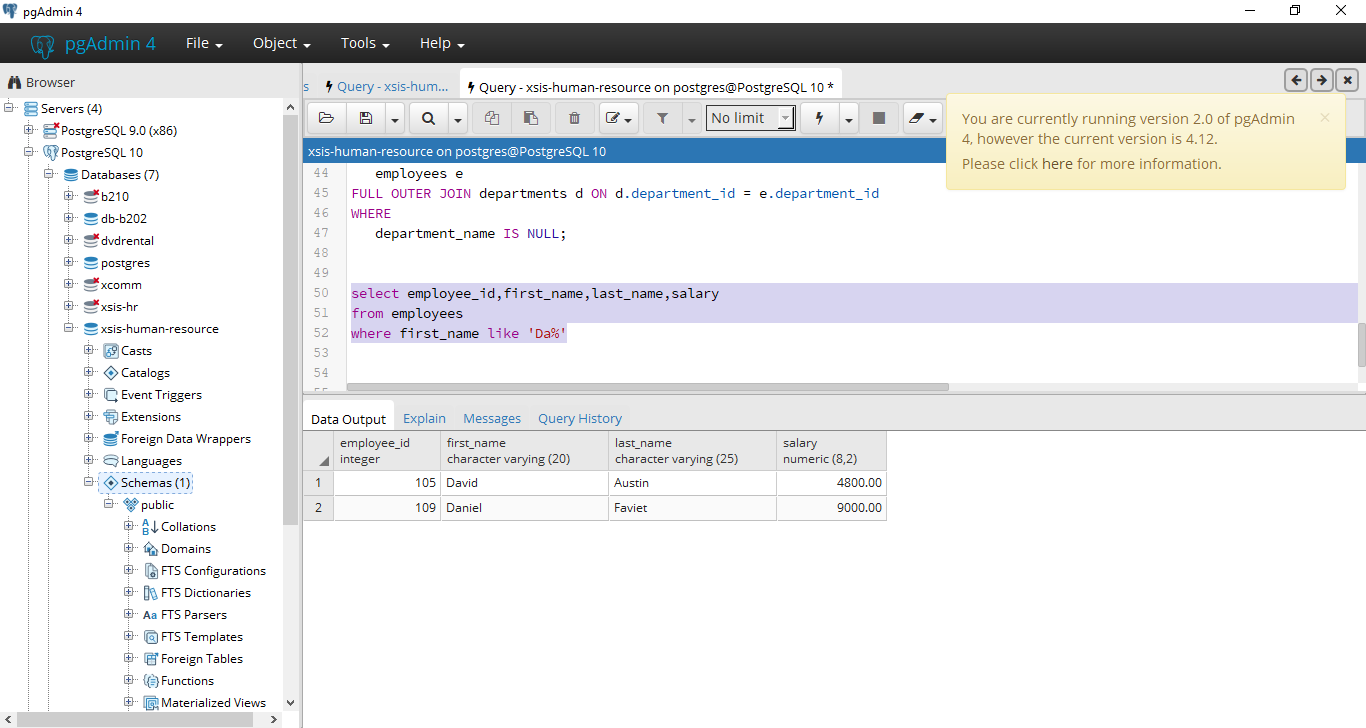 pgAdmin 4
pgAdmin 4 File Object Tools Help
Browser
Servers (4)
PostgreSQL 9.0 (x86)
PostgreSQL 10
Databases (7)
b210
db-b202
dvdrental
postgres
xcomm
xsis-hr
xsis-human-resource
Casts
Catalogs
Event Triggers
Extensions
Foreign Data Wrappers
Languages
Schemas (1)
public
Collations
Domains
FTS Configurations
FTS Dictionaries
Aa FTS Parsers
FTS Templates
Foreign Tables
Functions
Materialized Views
s Query - xsis-hum... Query - xsis-human-resource on postgres@PostgreSQL 10 *
No limit
You are currently running version 2.0 of pgAdmin
4, however the current version is 4.12.
Please click here for more information.
xsis-human-resource on postgres@PostgreSQL 10
44 employees e
45 FULL OUTER JOIN departments d ON d.department_id = e.department_id
46 WHERE
47 department_name IS NULL;
48
49
50 select employee_id,first_name,last_name,salary
51 from employees
52 where first_name like 'Da%'
53
54
55
Data Output Explain Messages Query History
employee_id first_name last_name salary
integer character varying (20) character varying (25) numeric (8,2)
1 105 David Austin 4800.00
2 109 Daniel Faviet 9000.00